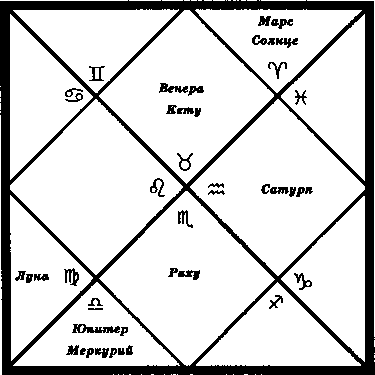 Марс
Солнце
♈
♊
♋
♓
Венера
Кету
♉
♌
♒
Сатурн
♏
Луна
♍
♑
Раху
♎
♐
Юпитер
Меркурий